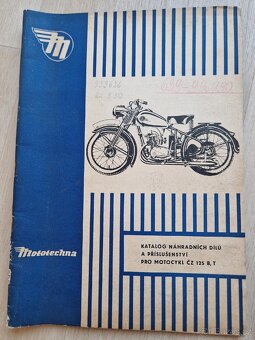 M
Mototechna
KATALOG NÁHRADNÍCH DÍLŮ
A PŘÍSLUŠENSTVÍ
PRO MOTOCYKL ČZ 125 B, T